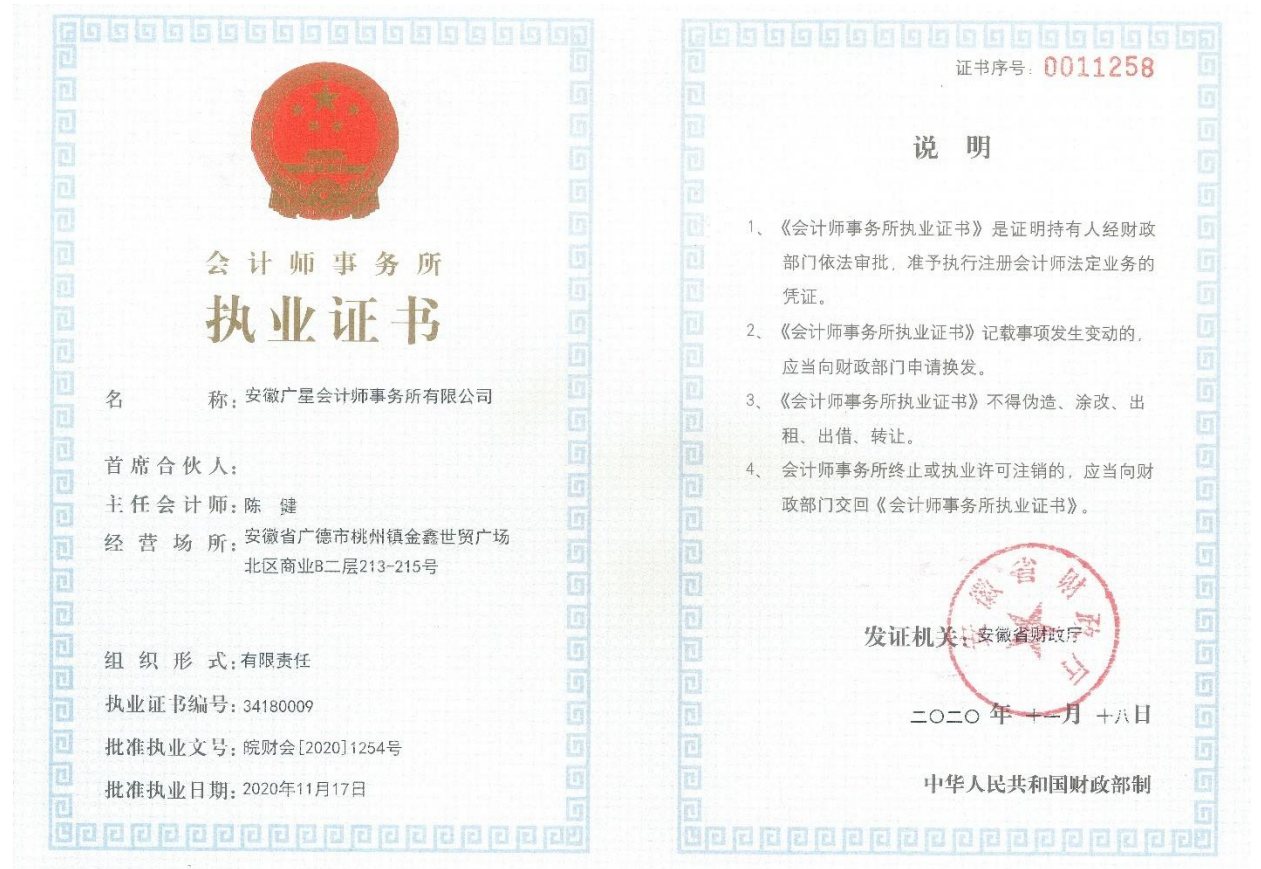 会计师事务所
执业证书
名称：安徽广星会计师事务所有限公司
首席合伙人：
主任会计师：陈 健
经营场所：安徽省广德市桃州镇金鑫世贸广场
北区商业B二层213-215号
组织形式：有限责任
执业证书编号：34180009
批准执业文号：皖财会[2020]1254号
批准执业日期：2020年11月17日
证书序号：0011258
说 明
1、《会计师事务所执业证书》是证明持有人经财政
部门依法审批，准予执行注册会计师法定业务的
凭证。
2、《会计师事务所执业证书》记载事项发生变动的，
应当向财政部门申请换发。
3、《会计师事务所执业证书》不得伪造、涂改、出
租、出借、转让。
4、会计师事务所终止或执业许可注销的，应当向财
政部门交回《会计师事务所执业证书》。
安徽省财政厅
发证机关：安徽省财政厅
二〇二〇年 十一月 十八日
中华人民共和国财政部制